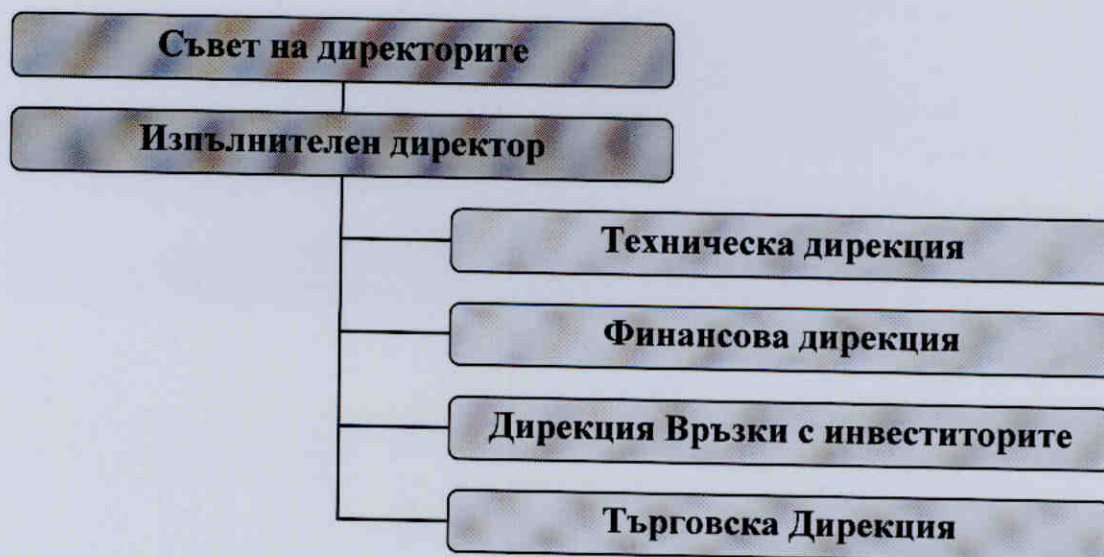 Съвет на директорите
Изпълнителен директор
Техническа дирекция
Финансова дирекция
Дирекция Връзки с инвеститорите
Търговска Дирекция